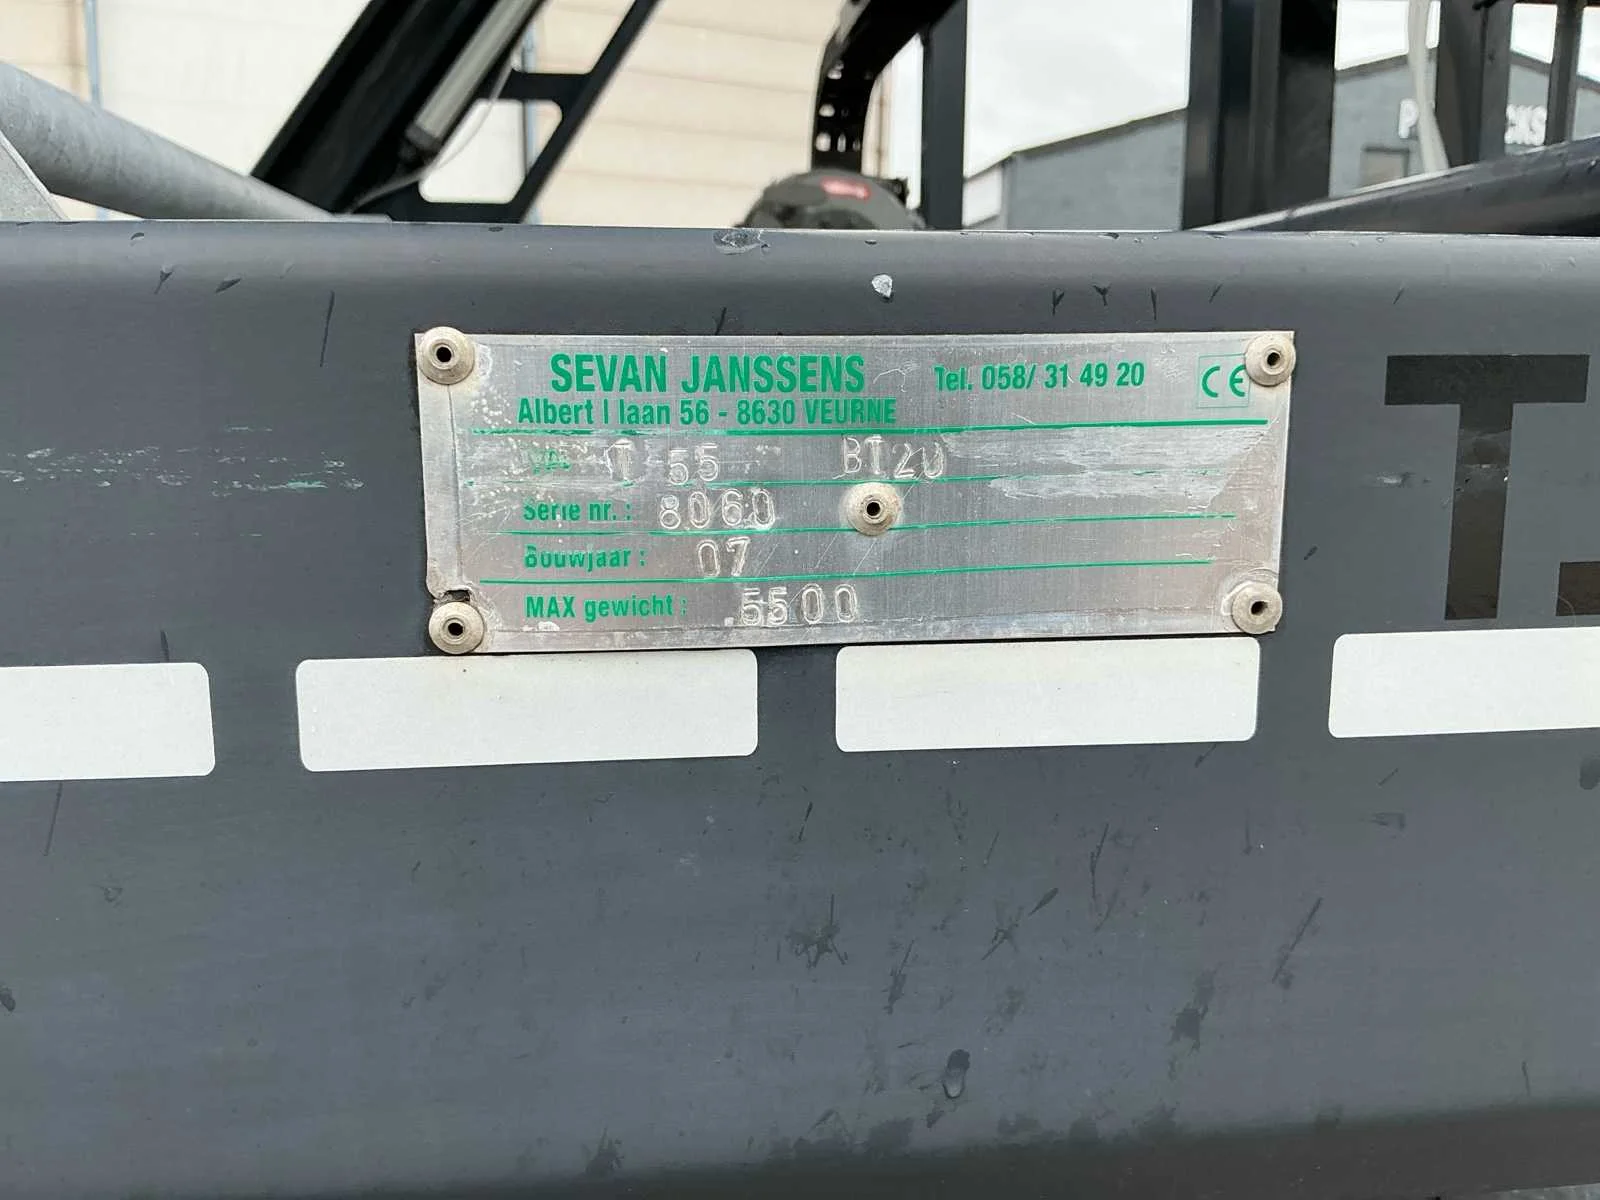 SEVAN JANSSENS Tel. 058/ 31 49 20 CE
Albert I laan 56 - 8630 VEURNE
T 55 BT20
Serie nr. : 8060
Bouwjaar : 07
MAX gewicht : 5500
T.